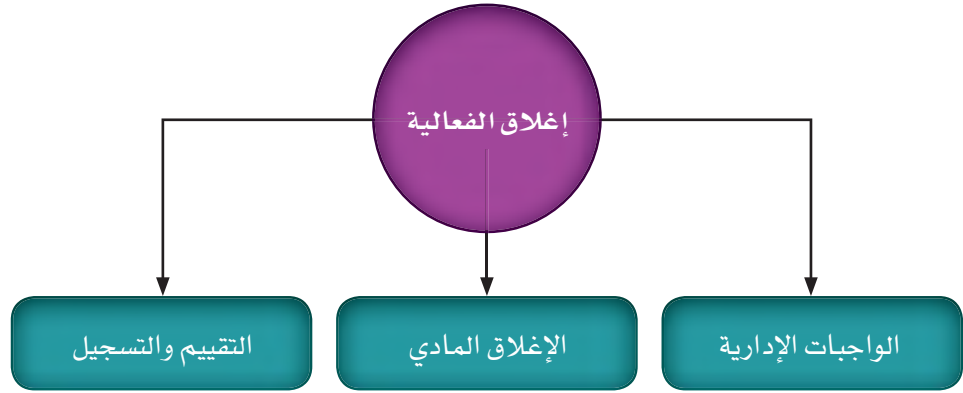 إغلاق الفعالية
الواجبات الإدارية
الإغلاق المادي
التقييم والتسجيل